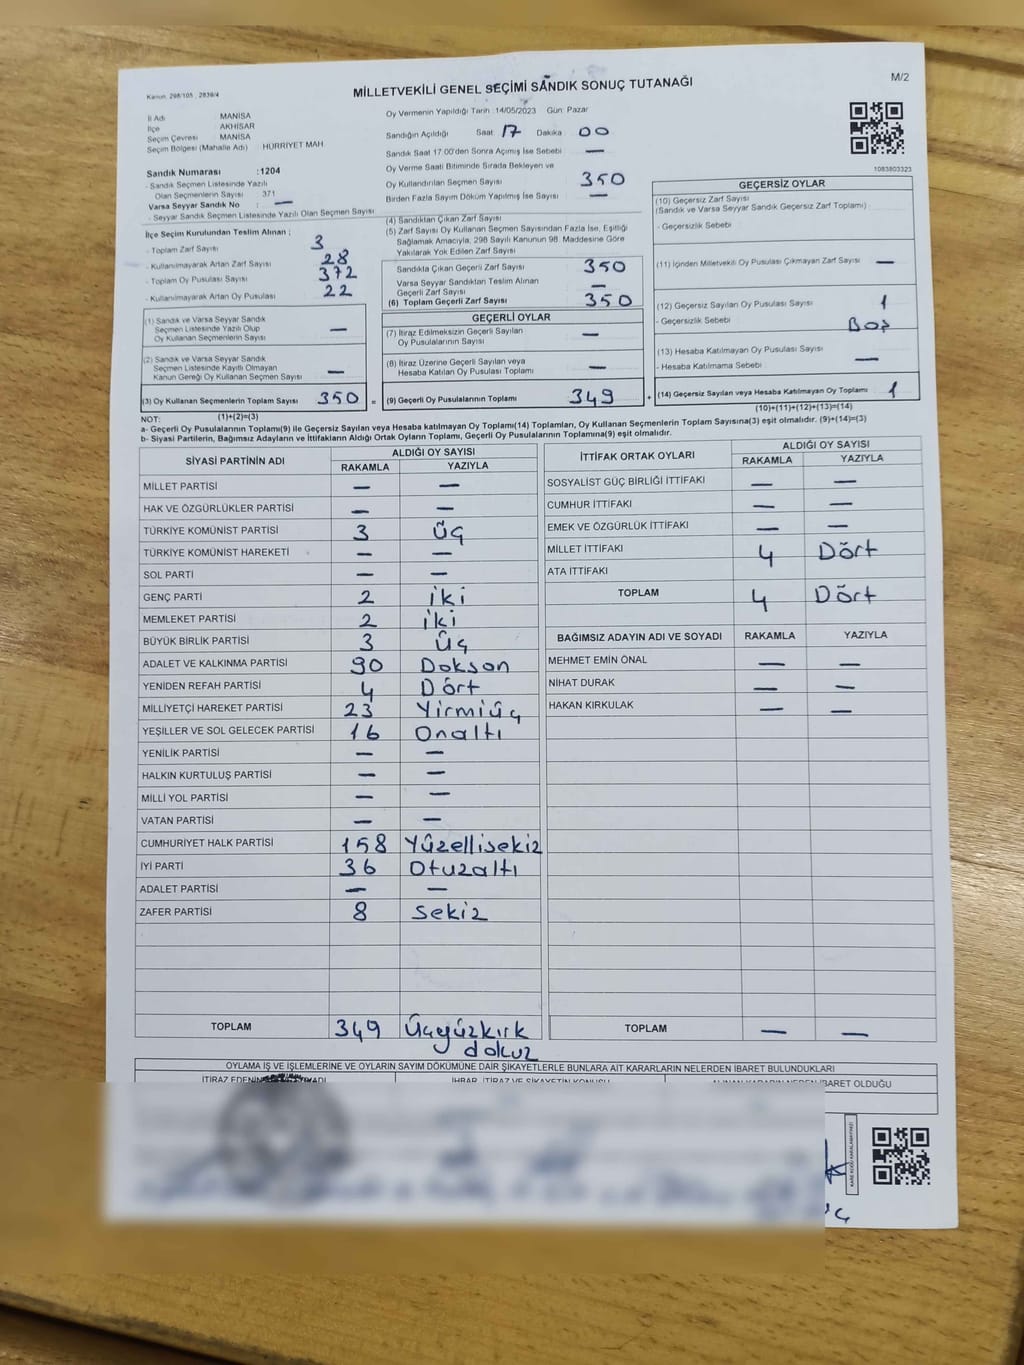 Kanun: 298/105 , 2839/4
MİLLETVEKİLİ GENEL SEÇİMİ SANDIK SONUÇ TUTANAĞI
M/2
İl Adı : MANİSA
İlçe : AKHİSAR
Seçim Çevresi : MANİSA
Seçim Bölgesi (Mahalle Adı) : HÜRRİYET MAH
Sandık Numarası :1204
- Sandık Seçmen Listesinde Yazılı
Olan Seçmenlerin Sayısı : 371
Varsa Seyyar Sandık No : —
- Seyyar Sandık Seçmen Listesinde Yazılı Olan Seçmen Sayısı
İlçe Seçim Kurulundan Teslim Alınan ;
- Toplam Zarf Sayısı 3
- Kullanılmayarak Artan Zarf Sayısı 28
- Toplam Oy Pusulası Sayısı 372
- Kullanılmayarak Artan Oy Pusulası 22
(1) Sandık ve Varsa Seyyar Sandık
Seçmen Listesinde Yazılı Olup
Oy Kullanan Seçmenlerin Sayısı —
(2) Sandık ve Varsa Seyyar Sandık
Seçmen Listesinde Kayıtlı Olmayan
Kanun Gereği Oy Kullanan Seçmen Sayısı —
(3) Oy Kullanan Seçmenlerin Toplam Sayısı 350 =
(1)+(2)=(3)
Oy Vermenin Yapıldığı Tarih :14/05/2023 Gün: Pazar
Sandığın Açıldığı Saat 17 Dakika 00
Sandık Saat 17.00'den Sonra Açılmış İse Sebebi —
Oy Verme Saati Bitiminde Sırada Bekleyen ve
Oy Kullandırılan Seçmen Sayısı 350
Birden Fazla Sayım Döküm Yapılmış İse Sayısı —
(4) Sandıktan Çıkan Zarf Sayısı
(5) Zarf Sayısı Oy Kullanan Seçmen Sayısından Fazla İse, Eşitliği
Sağlamak Amacıyla, 298 Sayılı Kanunun 98. Maddesine Göre
Yakılarak Yok Edilen Zarf Sayısı
Sandıkta Çıkan Geçerli Zarf Sayısı 350
Varsa Seyyar Sandıktan Teslim Alınan
Geçerli Zarf Sayısı —
(6) Toplam Geçerli Zarf Sayısı 350
GEÇERLİ OYLAR
(7) İtiraz Edilmeksizin Geçerli Sayılan
Oy Pusulalarının Sayısı —
(8) İtiraz Üzerine Geçerli Sayılan veya
Hesaba Katılan Oy Pusulası Toplamı —
(9) Geçerli Oy Pusulalarının Toplamı 349 +
1083803323
GEÇERSİZ OYLAR
(10) Geçersiz Zarf Sayısı
(Sandık ve Varsa Seyyar Sandık Geçersiz Zarf Toplamı)
- Geçersizlik Sebebi
(11) İçinden Milletvekili Oy Pusulası Çıkmayan Zarf Sayısı —
(12) Geçersiz Sayılan Oy Pusulası Sayısı 1
- Geçersizlik Sebebi Boş
(13) Hesaba Katılmayan Oy Pusulası Sayısı
- Hesaba Katılmama Sebebi —
(14) Geçersiz Sayılan veya Hesaba Katılmayan Oy Toplamı 1
(10)+(11)+(12)+(13)=(14)
NOT:
a- Geçerli Oy Pusulalarının Toplamı(9) ile Geçersiz Sayılan veya Hesaba katılmayan Oy Toplamı(14) Toplamları, Oy Kullanan Seçmenlerin Toplam Sayısına(3) eşit olmalıdır. (9)+(14)=(3)
b- Siyasi Partilerin, Bağımsız Adayların ve İttifakların Aldığı Ortak Oyların Toplamı, Geçerli Oy Pusulalarının Toplamına(9) eşit olmalıdır.
SİYASİ PARTİNİN ADI ALDIĞI OY SAYISI
RAKAMLA YAZIYLA
MİLLET PARTİSİ — —
HAK VE ÖZGÜRLÜKLER PARTİSİ — —
TÜRKİYE KOMÜNİST PARTİSİ 3 üç
TÜRKİYE KOMÜNİST HAREKETİ — —
SOL PARTİ — —
GENÇ PARTİ 2 iki
MEMLEKET PARTİSİ 2 iki
BÜYÜK BİRLİK PARTİSİ 3 üç
ADALET VE KALKINMA PARTİSİ 90 Doksan
YENİDEN REFAH PARTİSİ 4 Dört
MİLLİYETÇİ HAREKET PARTİSİ 23 Yirmiüç
YEŞİLLER VE SOL GELECEK PARTİSİ 16 Onaltı
YENİLİK PARTİSİ — —
HALKIN KURTULUŞ PARTİSİ — —
MİLLİ YOL PARTİSİ — —
VATAN PARTİSİ — —
CUMHURİYET HALK PARTİSİ 158 Yüzellisekiz
İYİ PARTİ 36 Otuzaltı
ADALET PARTİSİ — —
ZAFER PARTİSİ 8 sekiz
TOPLAM 349 Üçyüzkırk
dokuz
İTTİFAK ORTAK OYLARI ALDIĞI OY SAYISI
RAKAMLA YAZIYLA
SOSYALİST GÜÇ BİRLİĞİ İTTİFAKI — —
CUMHUR İTTİFAKI — —
EMEK VE ÖZGÜRLÜK İTTİFAKI — —
MİLLET İTTİFAKI 4 Dört
ATA İTTİFAKI
TOPLAM 4 Dört
BAĞIMSIZ ADAYIN ADI VE SOYADI RAKAMLA YAZIYLA
MEHMET EMİN ÖNAL — —
NİHAT DURAK — —
HAKAN KIRKULAK — —
TOPLAM — —
OYLAMA İŞ VE İŞLEMLERİNE VE OYLARIN SAYIM DÖKÜMÜNE DAİR ŞİKAYETLERLE BUNLARA AİT KARARLARIN NELERDEN İBARET BULUNDUKLARI
İTİRAZ EDENİN İHBAR, İTİRAZ VE ŞİKAYETİN KONUSU ALINAN KARARIN NEDEN İBARET OLDUĞU